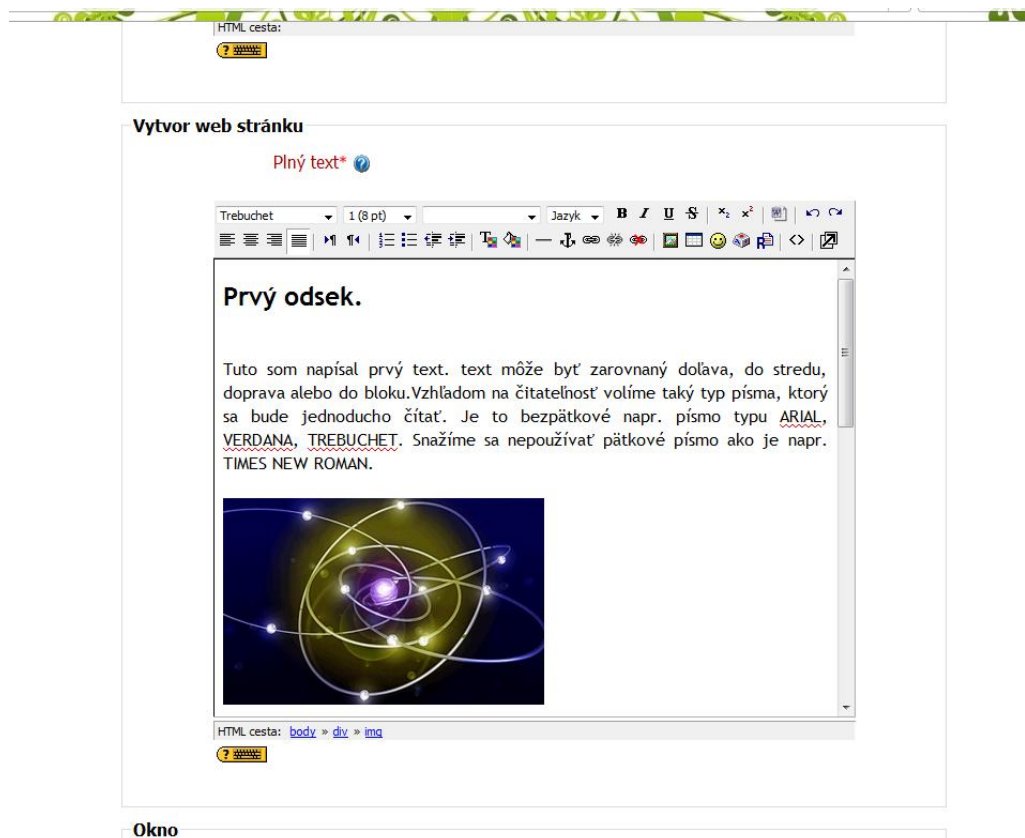 HTML cesta:
?
Vytvor web stránku
Plný text* ?
Trebuchet 1 (8 pt) Jazyk B I U S x₂ x²
Prvý odsek.
Tuto som napísal prvý text. text môže byť zarovnaný doľava, do stredu,
doprava alebo do bloku.Vzhľadom na čitateľnosť volíme taký typ písma, ktorý
sa bude jednoducho čítať. Je to bezpätkové napr. písmo typu ARIAL,
VERDANA, TREBUCHET. Snažíme sa nepoužívať pätkové písmo ako je napr.
TIMES NEW ROMAN.
HTML cesta: body » div » img
?
Okno